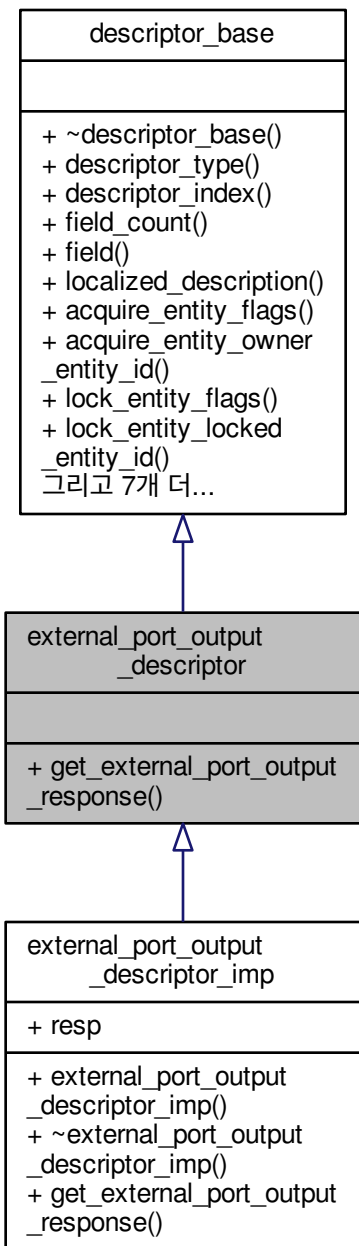 descriptor_base
+ ~descriptor_base()
+ descriptor_type()
+ descriptor_index()
+ field_count()
+ field()
+ localized_description()
+ acquire_entity_flags()
+ acquire_entity_owner
_entity_id()
+ lock_entity_flags()
+ lock_entity_locked
_entity_id()
그리고 7개 더...
external_port_output
_descriptor
+ get_external_port_output
_response()
external_port_output
_descriptor_imp
+ resp
+ external_port_output
_descriptor_imp()
+ ~external_port_output
_descriptor_imp()
+ get_external_port_output
_response()